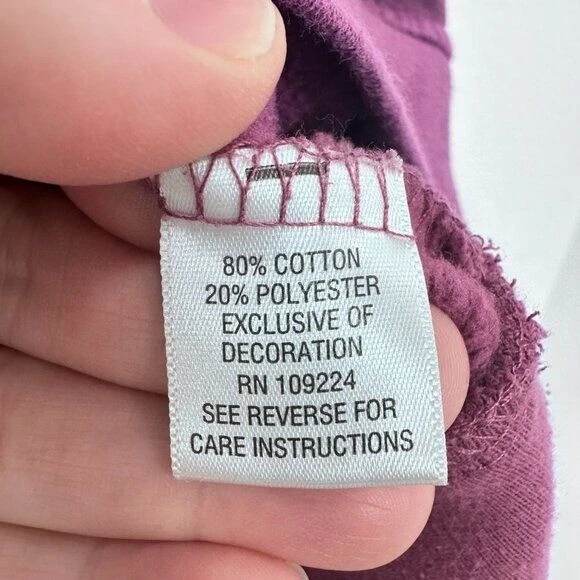 80% COTTON
20% POLYESTER
EXCLUSIVE OF
DECORATION
RN 109224
SEE REVERSE FOR
CARE INSTRUCTIONS